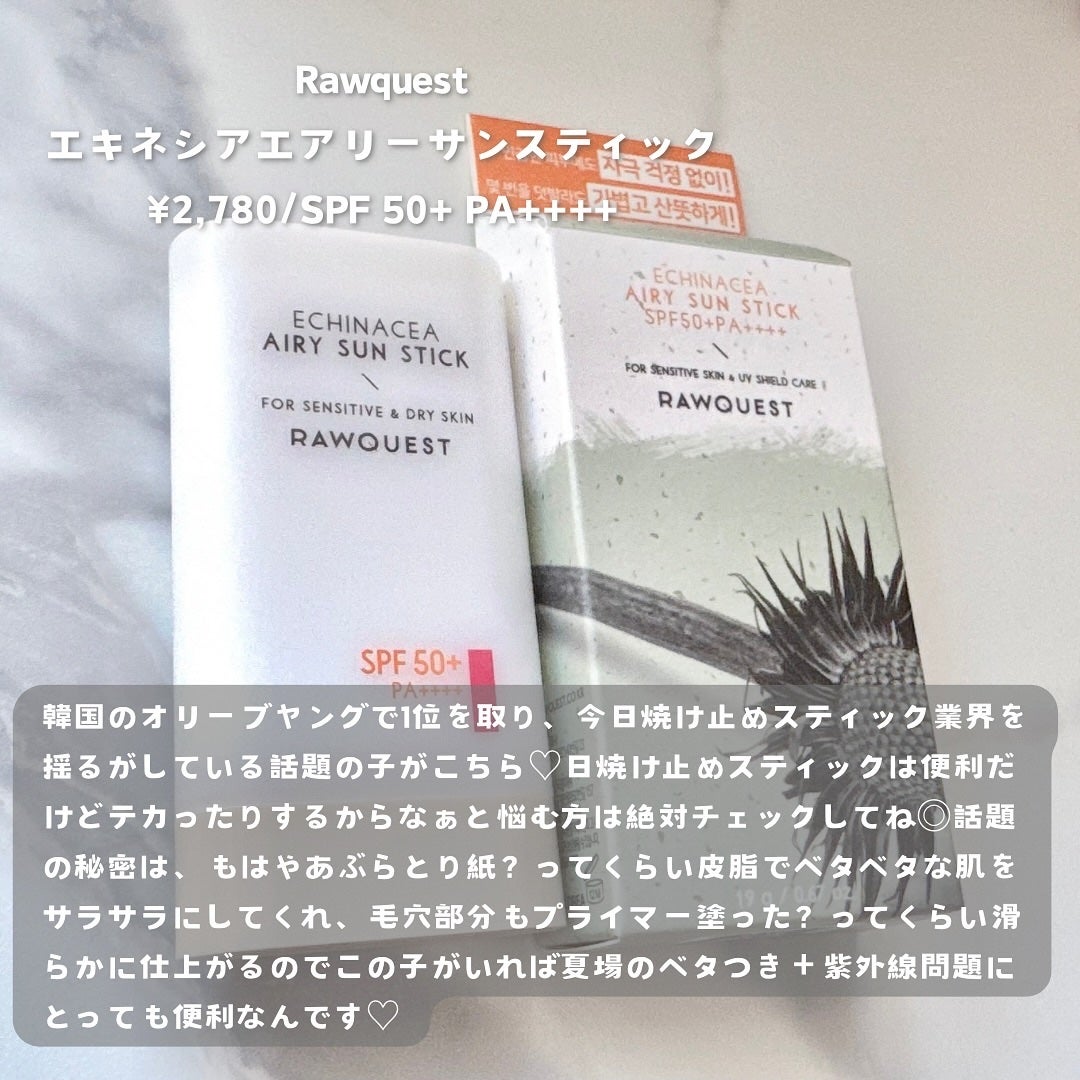 Rawquest
エキネシアエアリーサンスティック
¥2,780/SPF 50+ PA++++
자극 걱정 없이!
몇 번을 덧발라도 가볍고 산뜻하게!
ECHINACEA
AIRY SUN STICK
SPF50+PA++++
FOR SENSITIVE SKIN & UV SHIELD CARE
RAWQUEST
ECHINACEA
AIRY SUN STICK
FOR SENSITIVE & DRY SKIN
RAWQUEST
SPF 50+
PA++++
韓国のオリーブヤングで1位を取り、今日焼け止めスティック業界を
揺るがしている話題の子がこちら♡日焼け止めスティックは便利だ
けどテカったりするからなぁと悩む方は絶対チェックしてね◎話題
の秘密は、もはやあぶらとり紙？ってくらい皮脂でベタベタな肌を
サラサラにしてくれ、毛穴部分もプライマー塗った？ってくらい滑
らかに仕上がるのでこの子がいれば夏場のベタつき＋紫外線問題に
とっても便利なんです♡
19 g / 0.67 oz